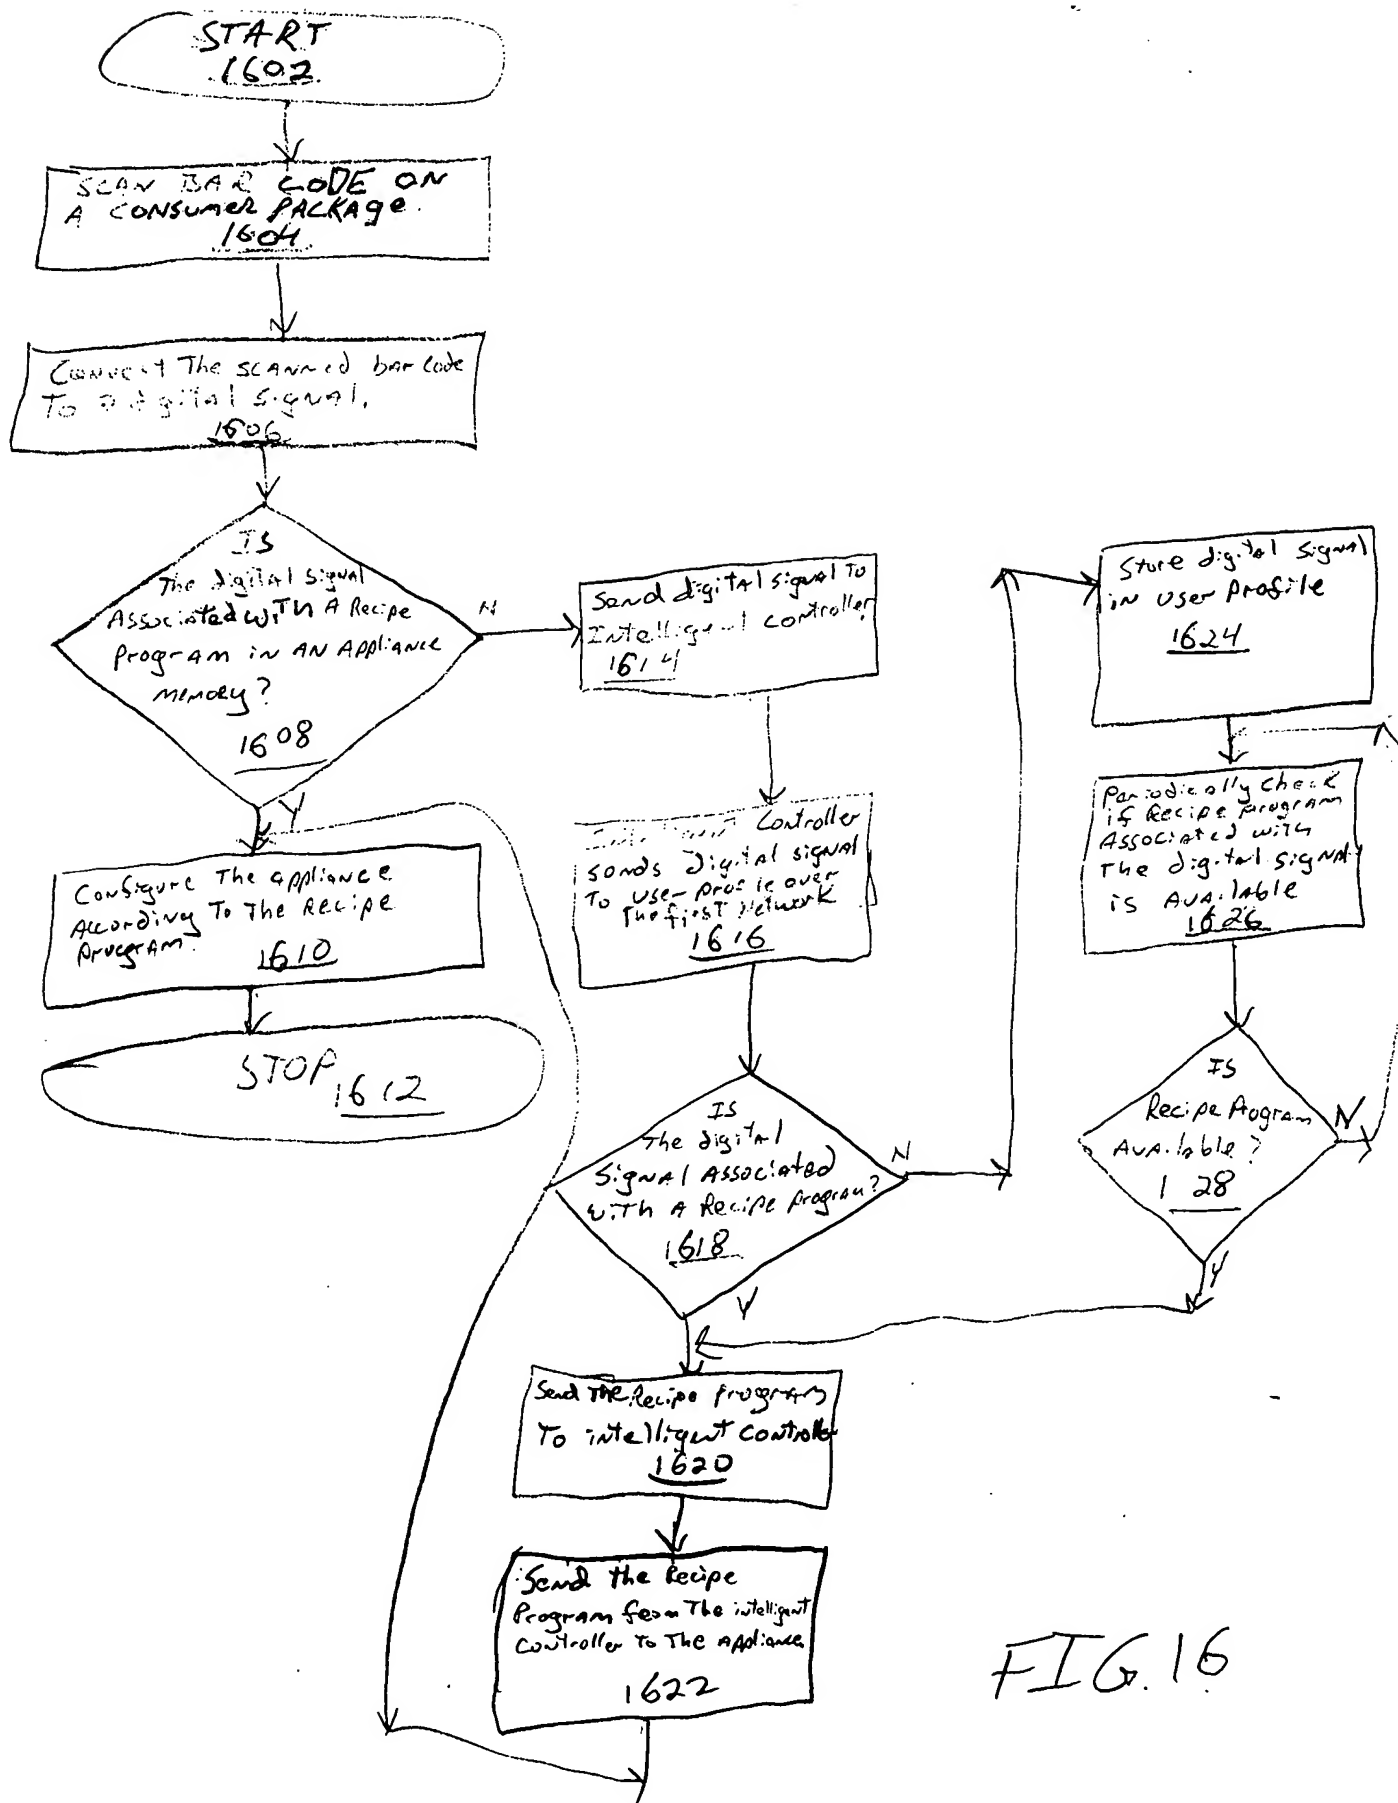 START
1602
SCAN BAR CODE ON
A CONSUMER PACKAGE.
1604
Convert The scanned bar code
To a digital signal.
1606
IS
The digital signal
Associated with A Recipe
Program in AN Appliance
memory?
1608
N
Y
Configure The appliance
According To The Recipe
Program.
1610
STOP
1612
Send digital signal To
Intelligent controller.
1614
Controller
sends Digital signal
To user profile over
The first Network
1616
IS
The digital
Signal Associated
with A Recipe program?
1618
N
Y
Send The Recipe Program
To intelligent controller
1620
Send The Recipe
Program from The intelligent
Controller To The Appliance
1622
Store digital signal
in user Profile
1624
Periodically Check
if Recipe program
Associated with
The digital signal
is Available
1626
IS
Recipe Program
Available?
1 28
N
Y
FIG. 16